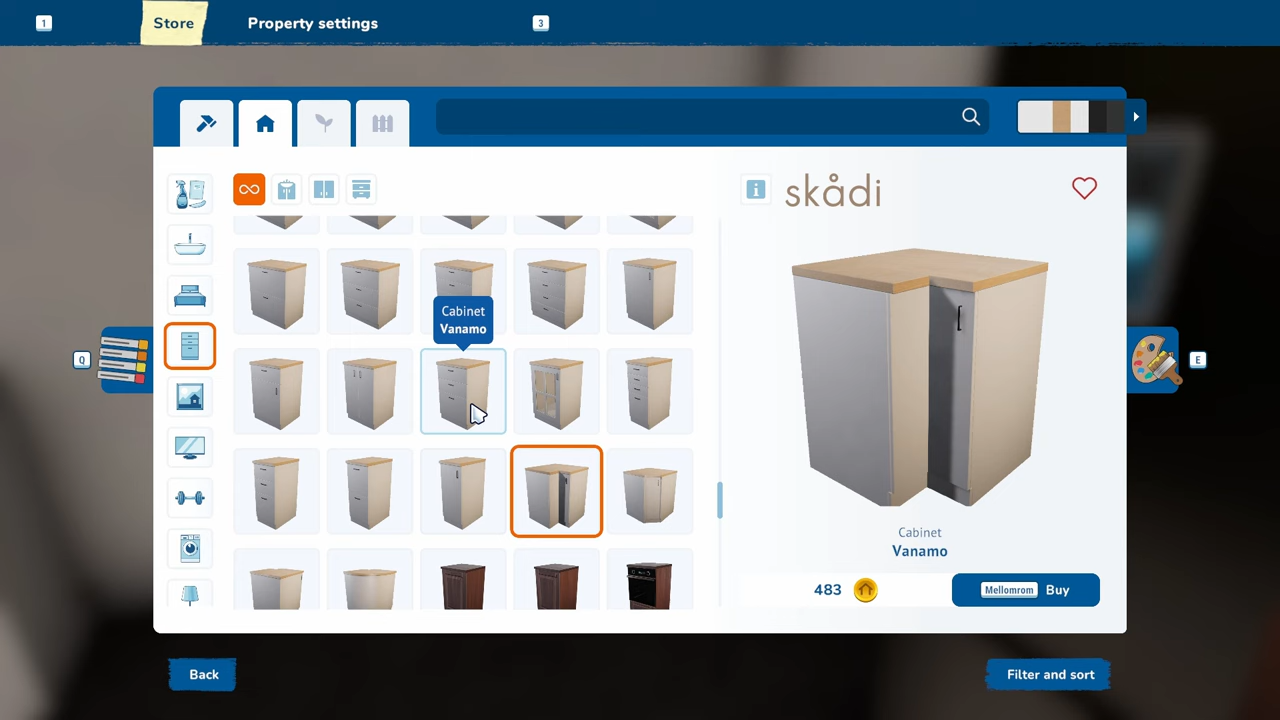 1
Store
Property settings
3
skådi
Cabinet
Vanamo
Q
E
Cabinet
Vanamo
483
Mellomrom
Buy
Back
Filter and sort